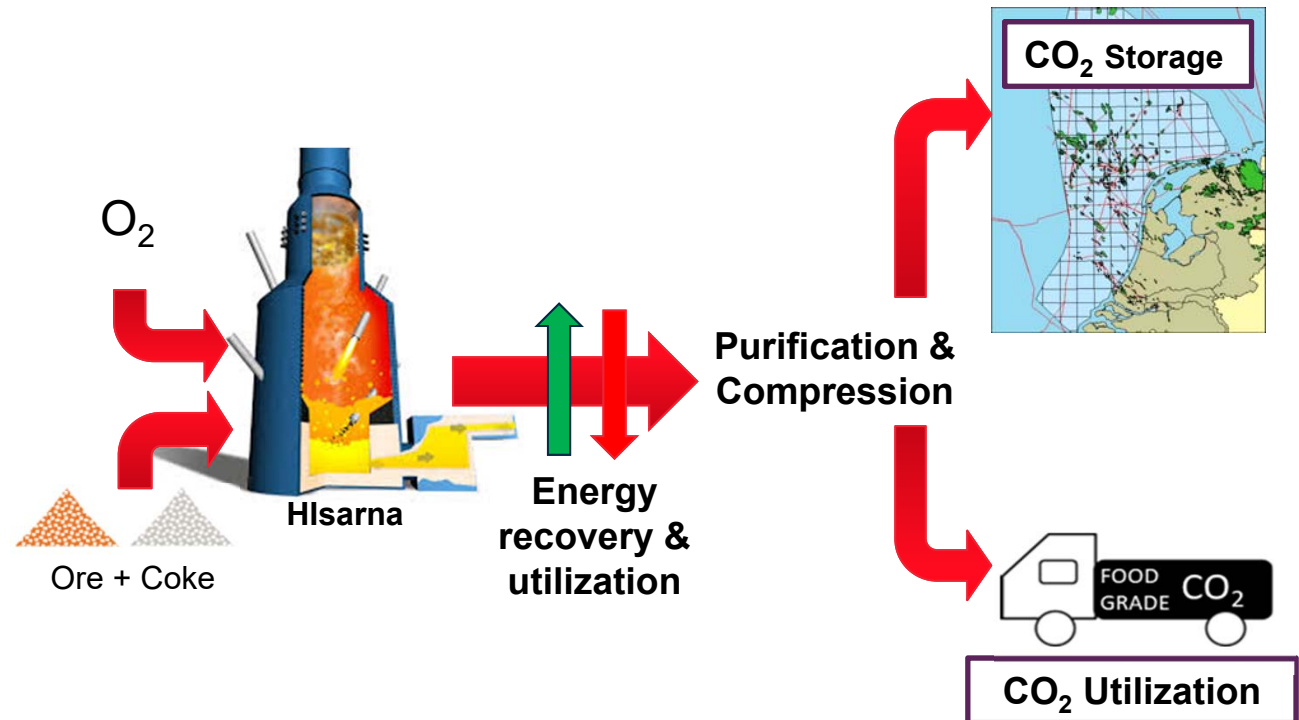 CO₂ Storage
O₂
Purification &
Compression
HIsarna
Energy
recovery &
utilization
Ore + Coke
FOOD
GRADE CO₂
CO₂ Utilization